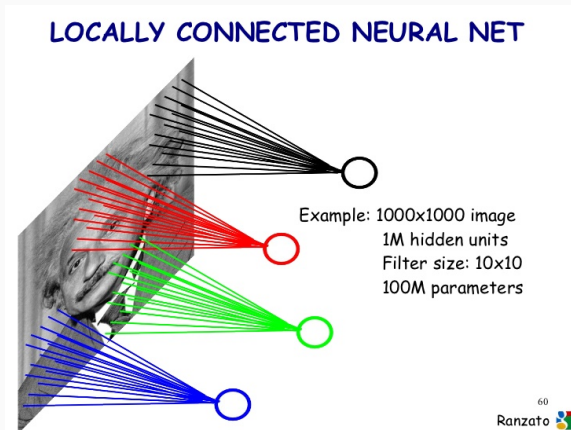 LOCALLY CONNECTED NEURAL NET
Example: 1000x1000 image
1M hidden units
Filter size: 10x10
100M parameters
60
Ranzato